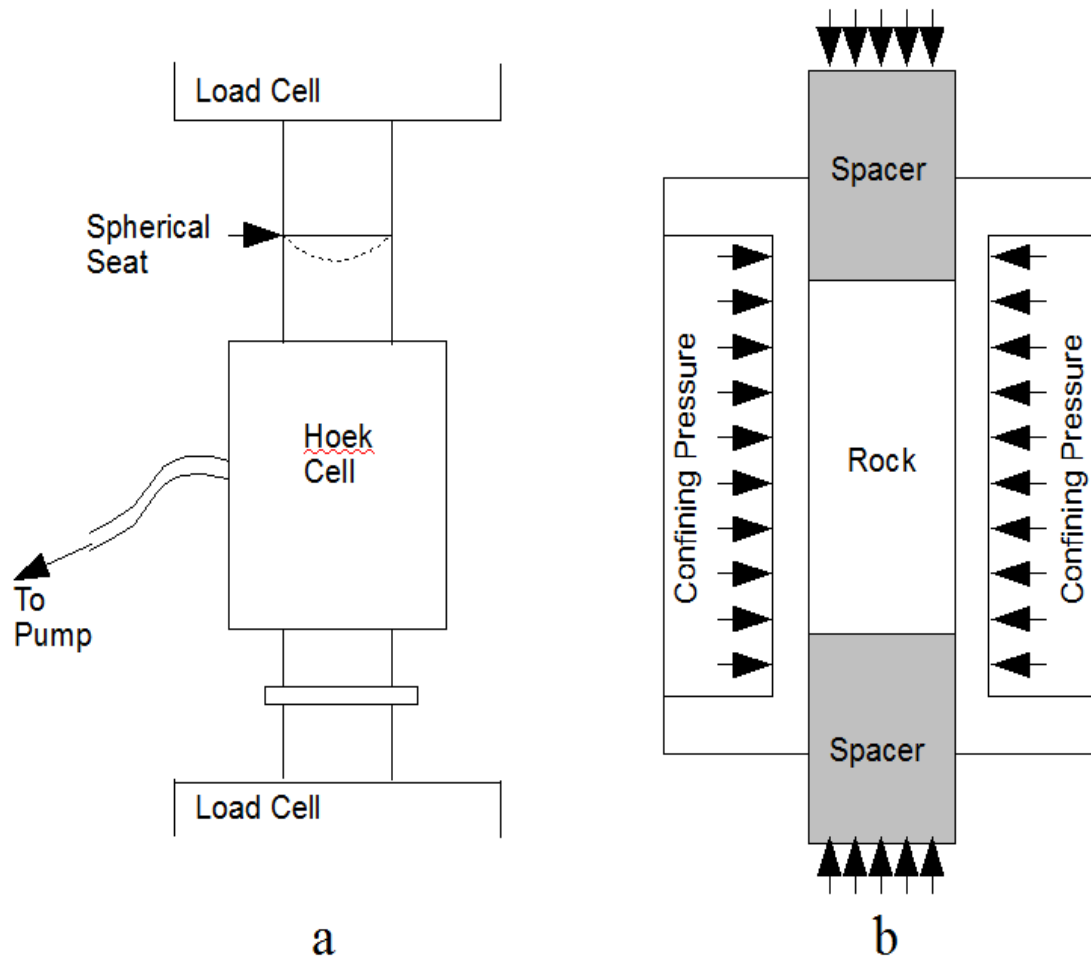 Load Cell
Spherical
Seat
Hoek
Cell
To
Pump
Load Cell
a
Spacer
Confining Pressure
Rock
Confining Pressure
Spacer
b